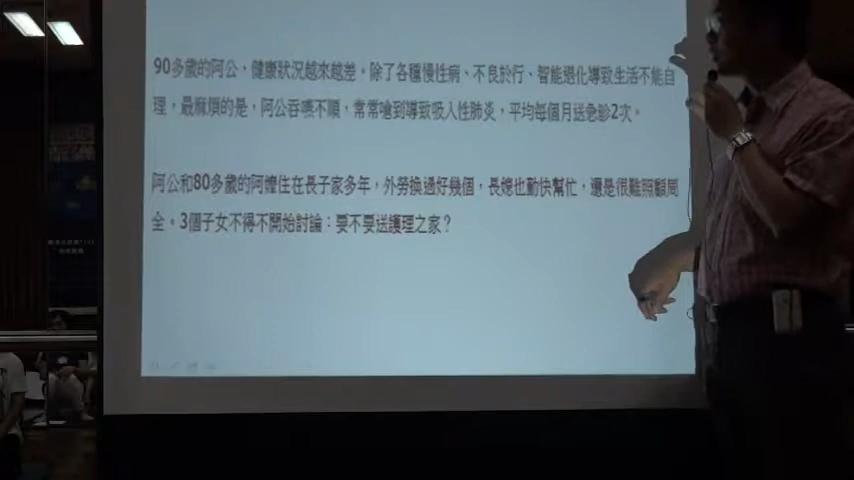 90多歲的阿公，健康狀況越來越差，除了各種慢性病、不良於行、智能退化導致生活不能自
理，最麻煩的是，阿公吞嚥不順，常常嗆到導致吸入性肺炎，平均每個月送急診2次。
阿公和80多歲的阿嬤住在長子家多年，外勞換過好幾個，長媳也勤快幫忙，還是很難照顧周
全。3個子女不得不開始討論：要不要送護理之家？